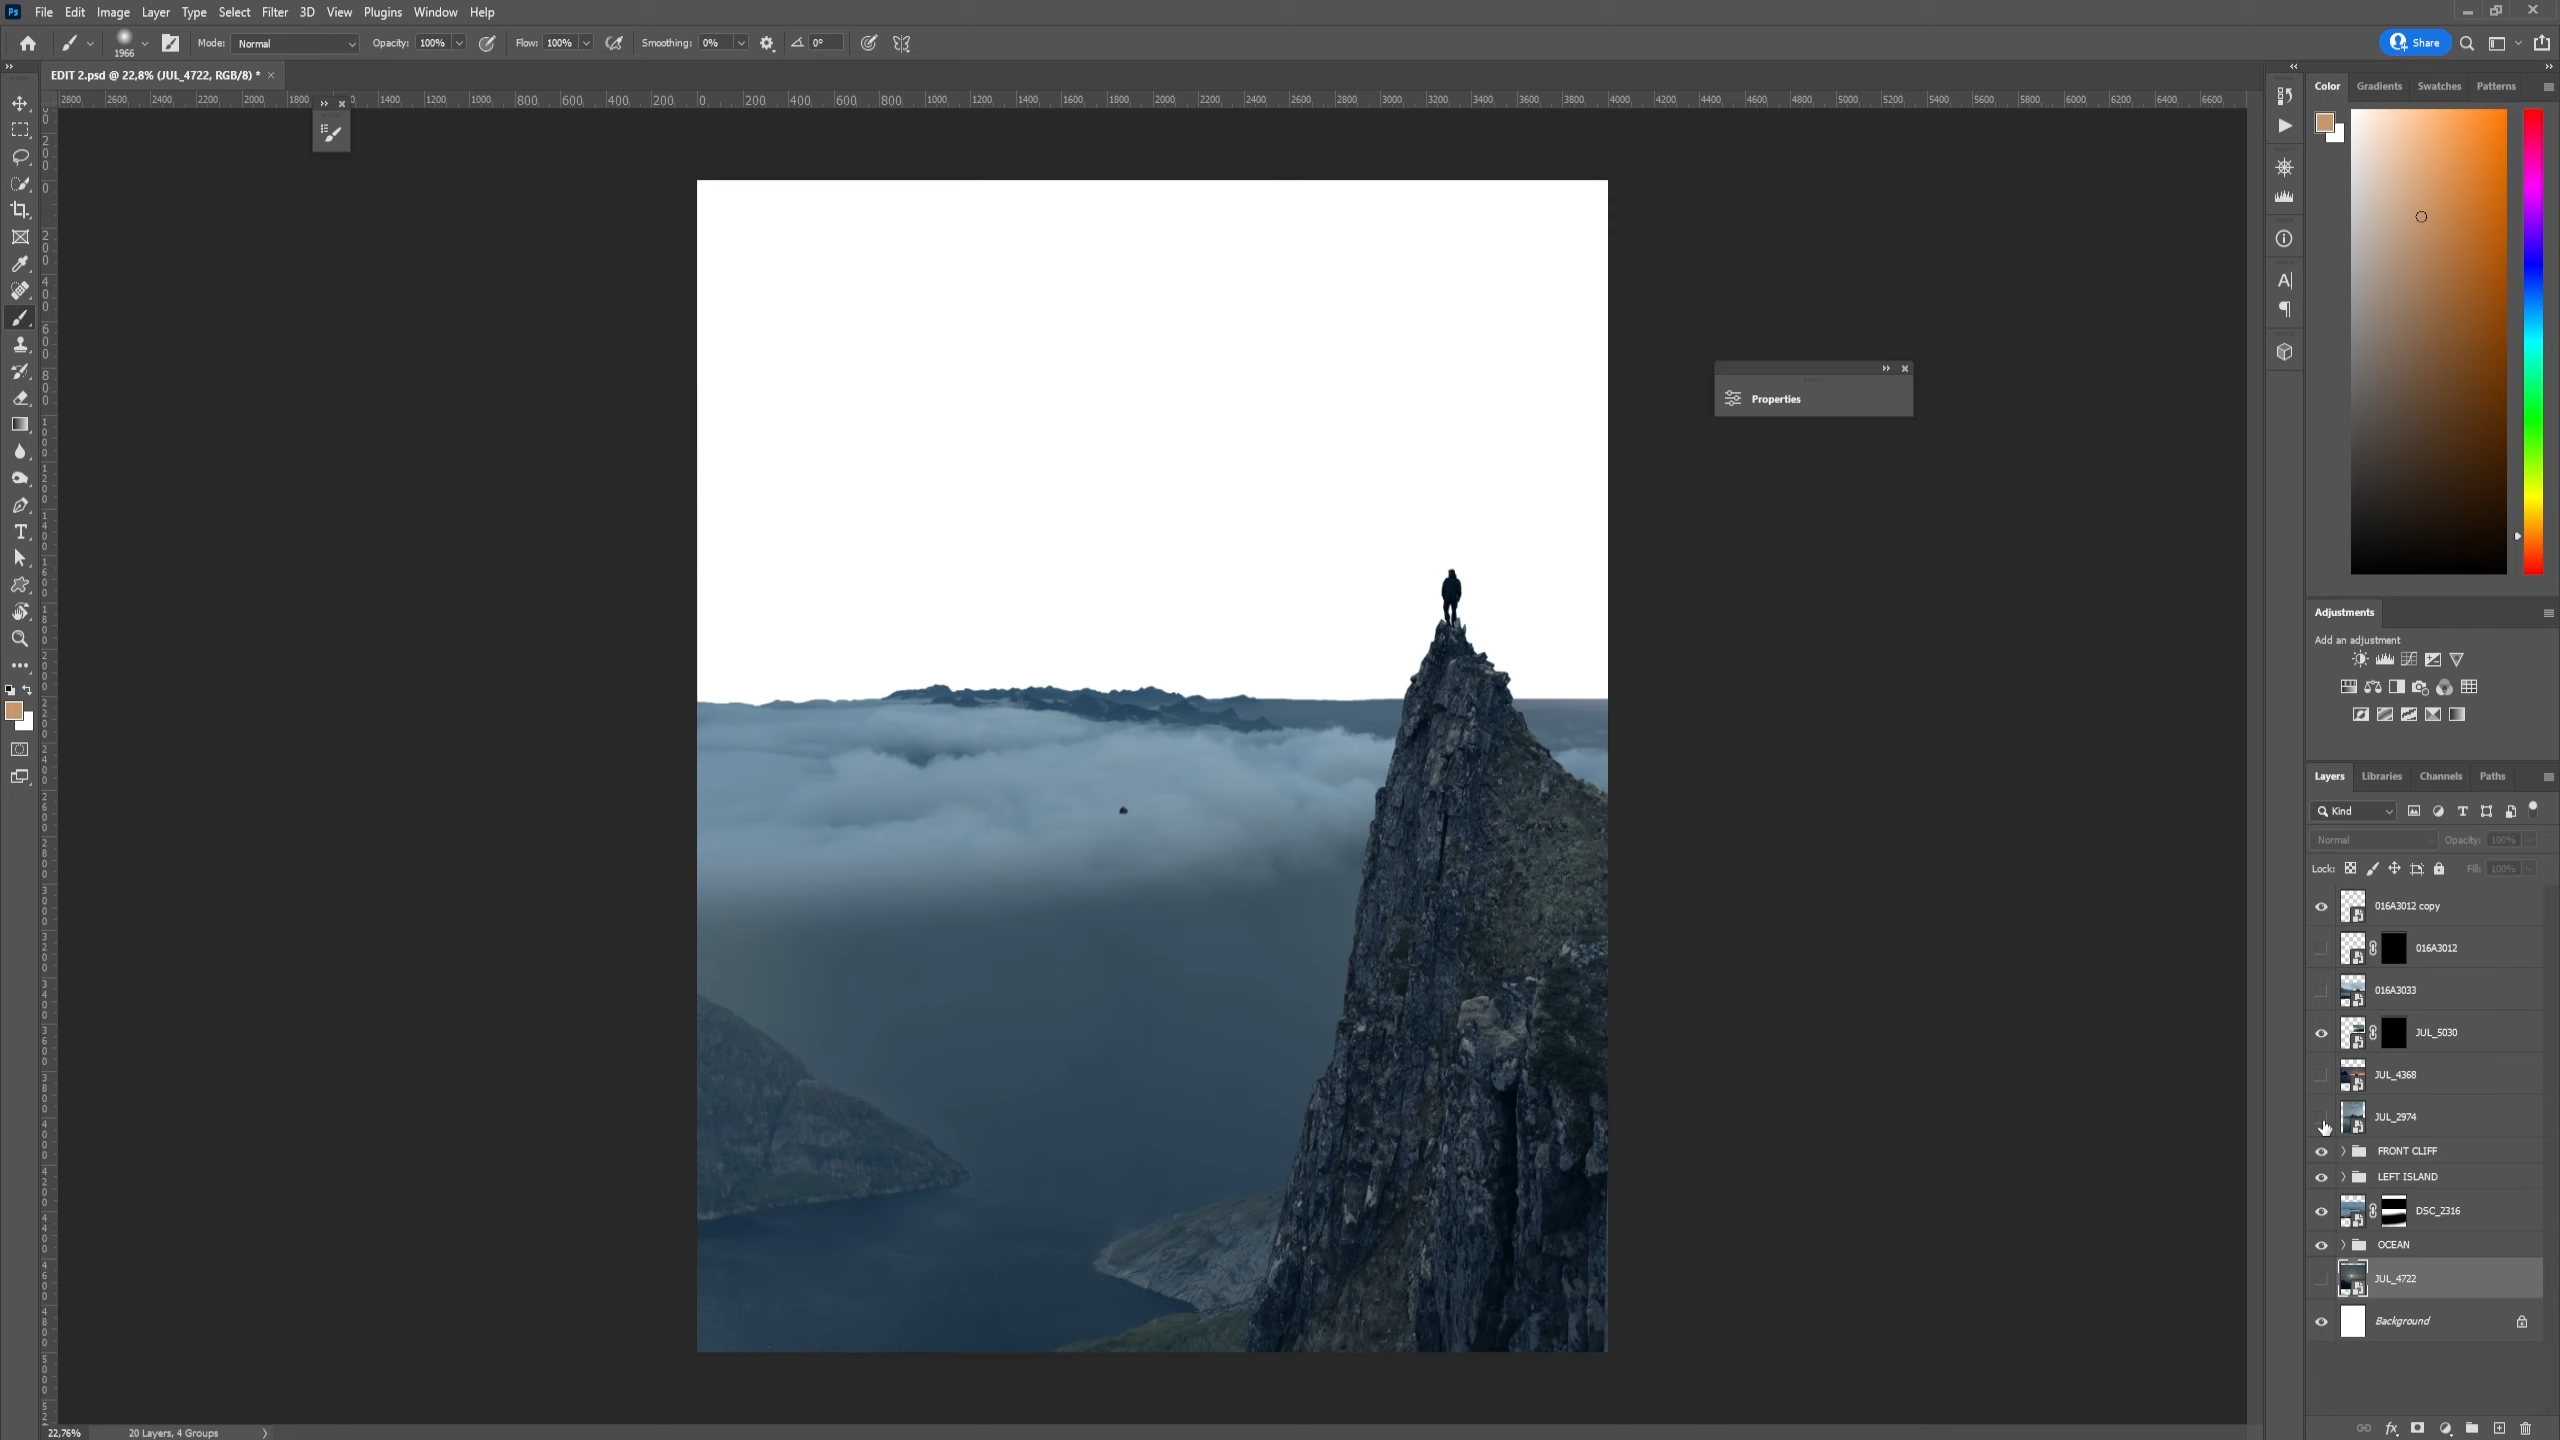 Ps File Edit Image Layer Type Select Filter 3D View Plugins Window Help
1966 Mode: Normal Opacity: 100% Flow: 100% Smoothing: 0% 0° Share
EDIT 2.psd @ 22,8% (JUL_4722, RGB/8) *
2800 2600 2400 2200 2000 1800 1400 1200 1000 800 600 400 200 0 200 400 600 800 1000 1200 1400 1600 1800 2000 2200 2400 2600 2800 3000 3200 3400 3600 3800 4000 4200 4400 4600 4800 5000 5200 5400 5600 5800 6000 6200 6400 6600
Color Gradients Swatches Patterns
Properties
Adjustments
Add an adjustment
Layers Libraries Channels Paths
Kind
Normal Opacity: 100%
Lock: Fill: 100%
016A3012 copy
016A3012
016A3033
JUL_5030
JUL_4368
JUL_2974
FRONT CLIFF
LEFT ISLAND
DSC_2316
OCEAN
JUL_4722
Background
fx
22,76% 20 Layers, 4 Groups